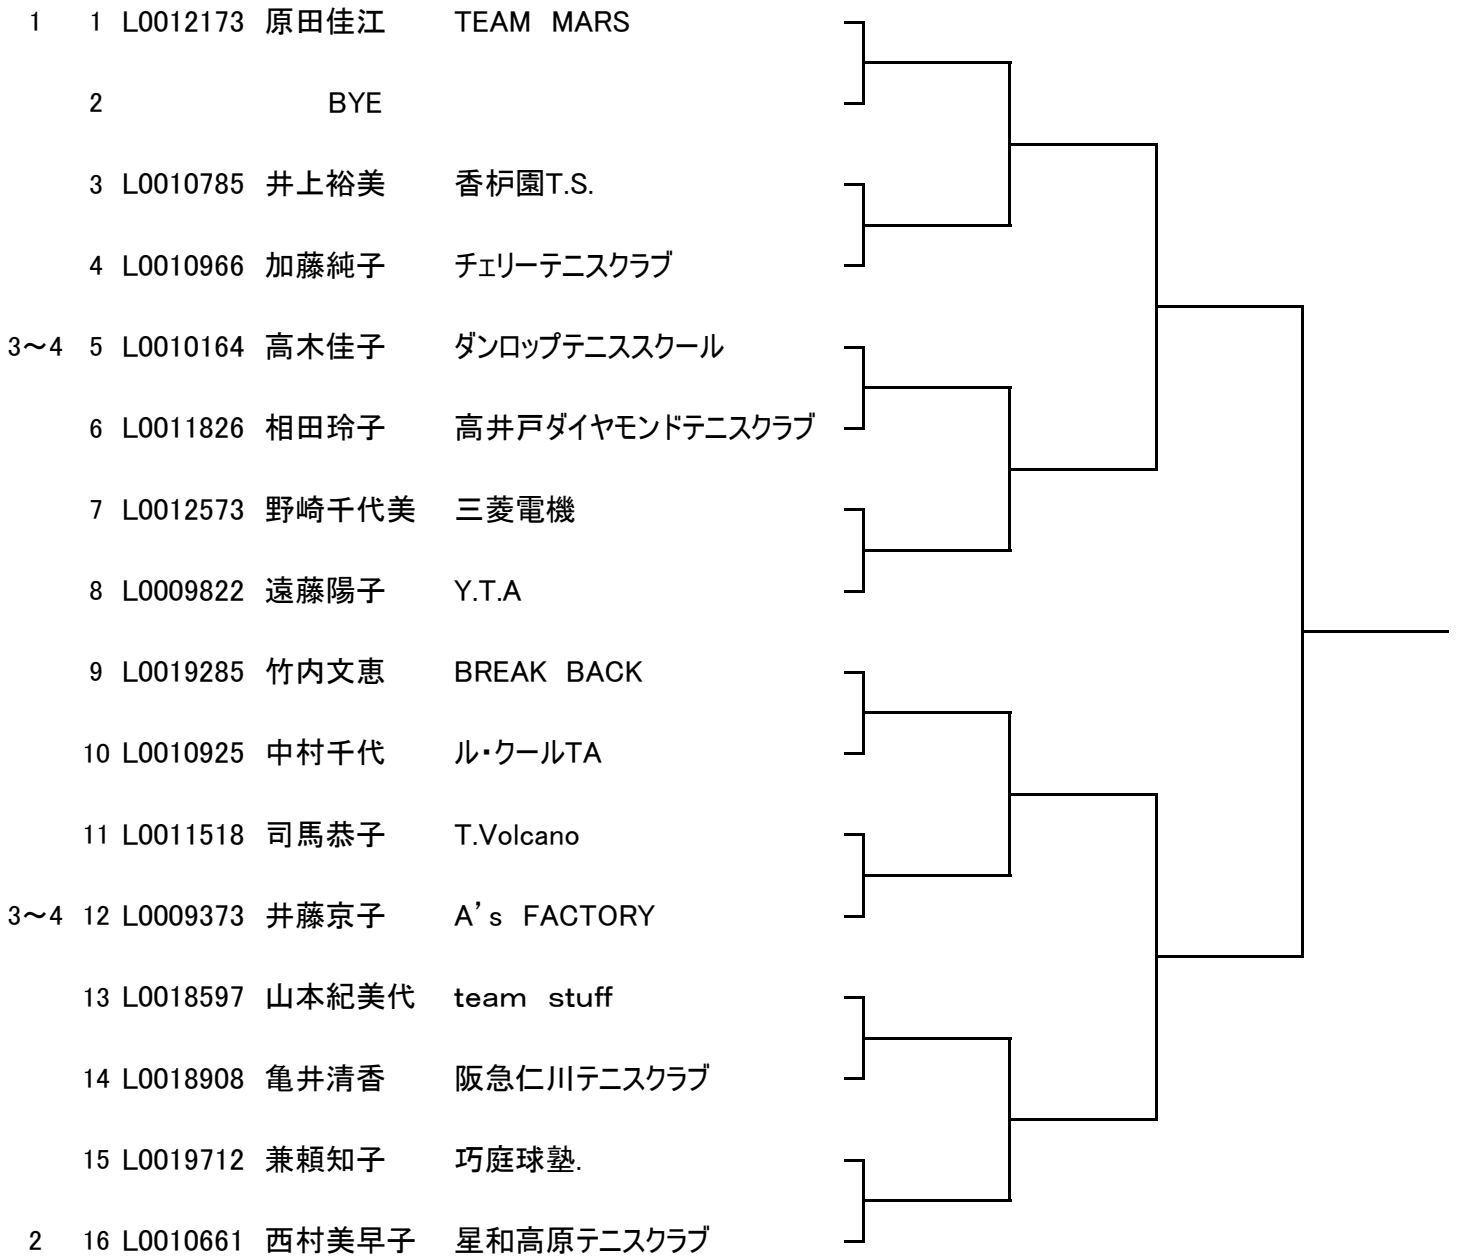 1 1 L0012173 原田佳江 TEAM MARS
2 BYE
3 L0010785 井上裕美 香枦園T.S.
4 L0010966 加藤純子 チェリーテニスクラブ
3～4 5 L0010164 高木佳子 ダンロップテニススクール
6 L0011826 相田玲子 高井戸ダイヤモンドテニスクラブ
7 L0012573 野崎千代美 三菱電機
8 L0009822 遠藤陽子 Y.T.A
9 L0019285 竹内文恵 BREAK BACK
10 L0010925 中村千代 ル・クールTA
11 L0011518 司馬恭子 T.Volcano
3～4 12 L0009373 井藤京子 A’s FACTORY
13 L0018597 山本紀美代 team stuff
14 L0018908 亀井清香 阪急仁川テニスクラブ
15 L0019712 兼頼知子 巧庭球塾.
2 16 L0010661 西村美早子 星和高原テニスクラブ